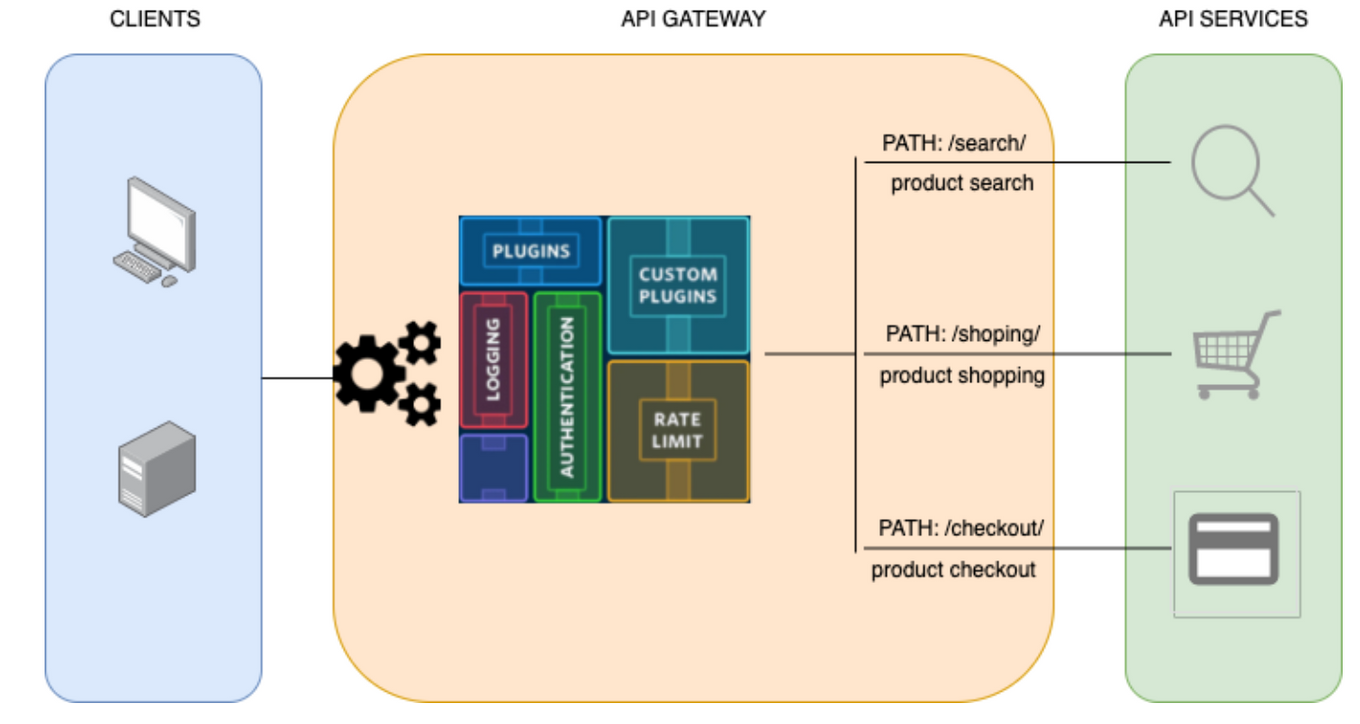 CLIENTS
API GATEWAY
API SERVICES
PATH: /search/
product search
PLUGINS
CUSTOM
PLUGINS
LOGGING
AUTHENTICATION
RATE
LIMIT
PATH: /shoping/
product shopping
PATH: /checkout/
product checkout